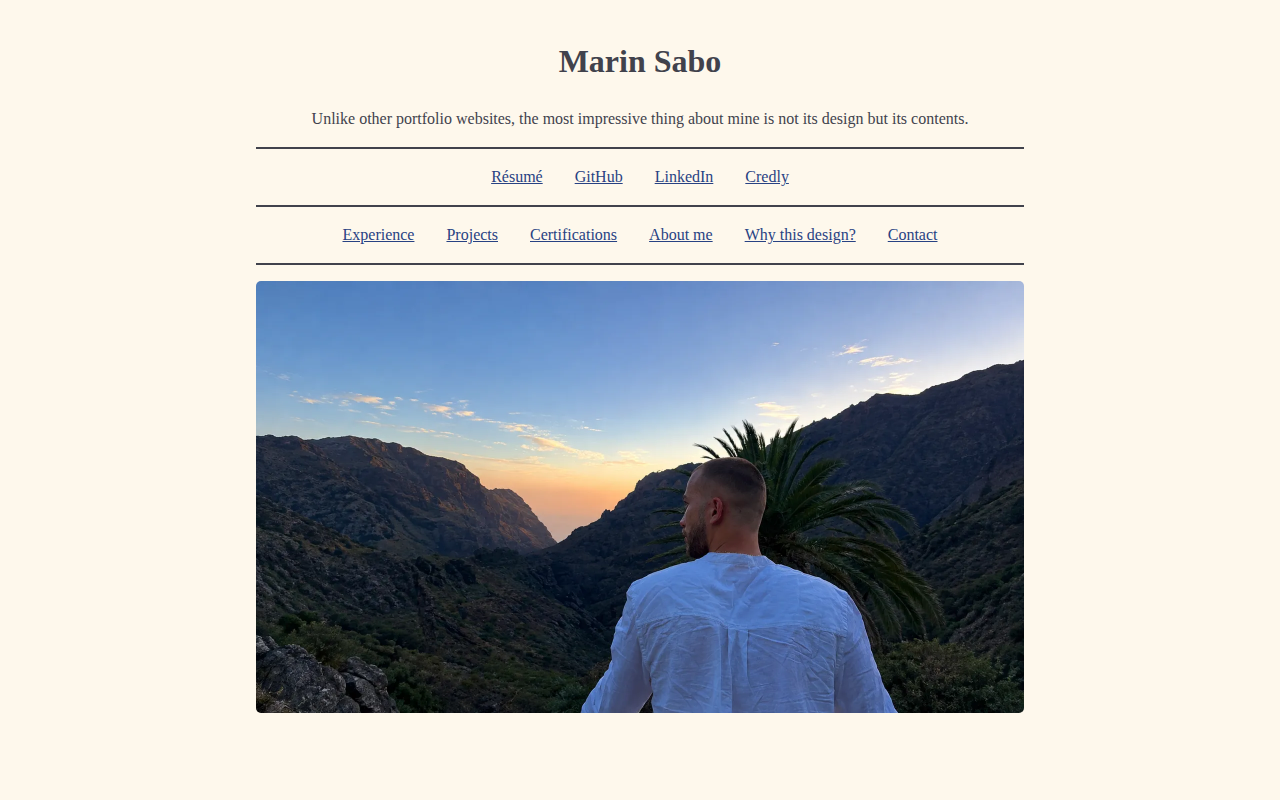 Marin Sabo
Unlike other portfolio websites, the most impressive thing about mine is not its design but its contents.
Résumé GitHub LinkedIn Credly
Experience Projects Certifications About me Why this design? Contact